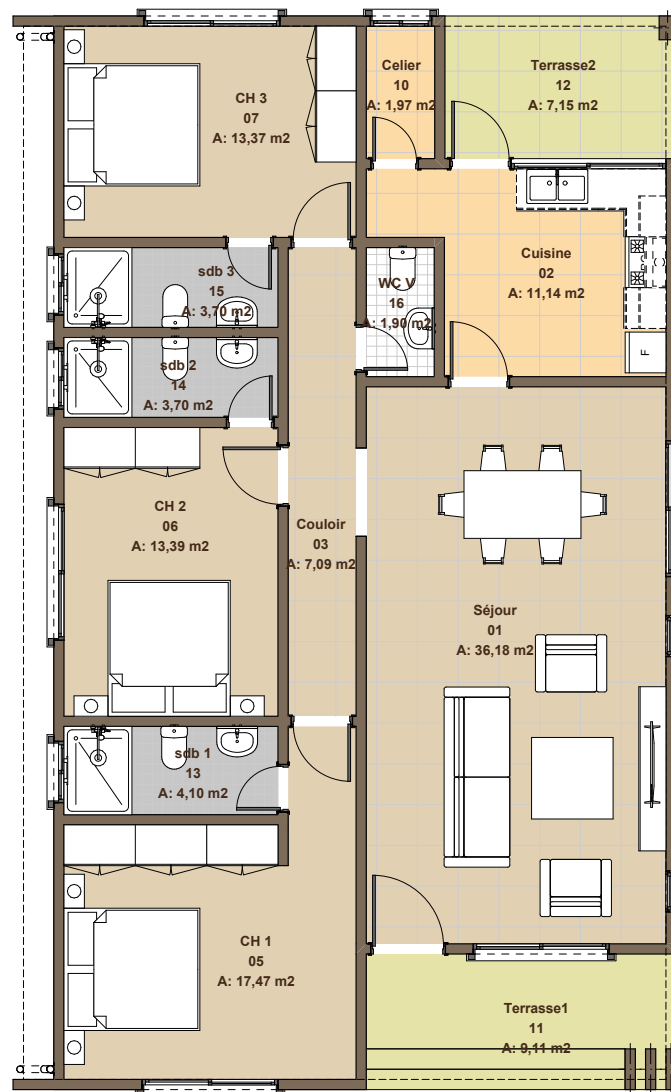 CH 3
07
A: 13,37 m2
Celier
10
A: 1,97 m2
Terrasse2
12
A: 7,15 m2
sdb 3
15
A: 3,70 m2
WC V
16
A: 1,90 m2
Cuisine
02
A: 11,14 m2
F
sdb 2
14
A: 3,70 m2
CH 2
06
A: 13,39 m2
Couloir
03
A: 7,09 m2
Séjour
01
A: 36,18 m2
sdb 1
13
A: 4,10 m2
CH 1
05
A: 17,47 m2
Terrasse1
11
A: 9,11 m2